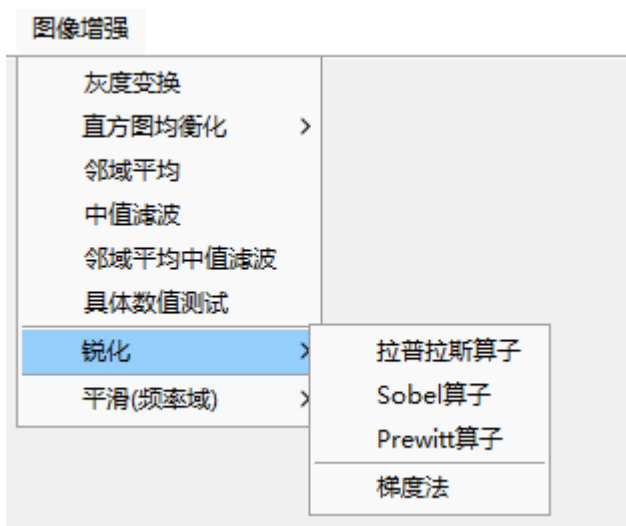 图像增强
灰度变换
直方图均衡化
邻域平均
中值滤波
邻域平均中值滤波
具体数值测试
锐化
平滑(频率域)
拉普拉斯算子
Sobel算子
Prewitt算子
梯度法